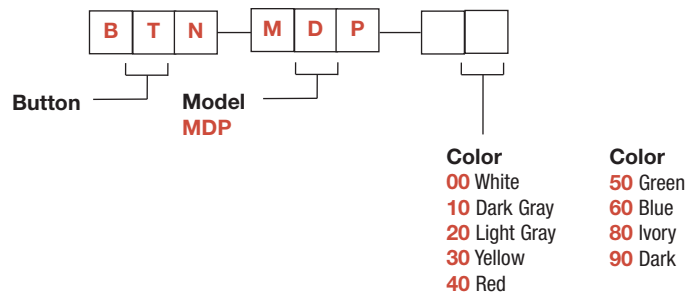 B T N M D P
Button
Model
MDP
Color
00 White
10 Dark Gray
20 Light Gray
30 Yellow
40 Red
Color
50 Green
60 Blue
80 Ivory
90 Dark